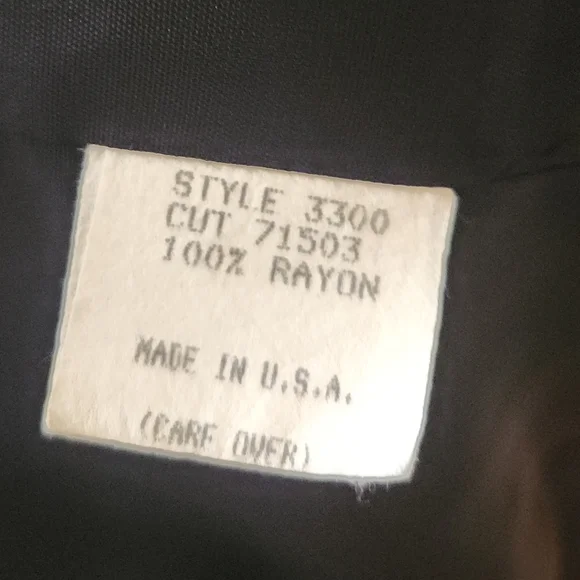 STYLE 3300
CUT 71503
100% RAYON
MADE IN U.S.A.
(CARE OVER)